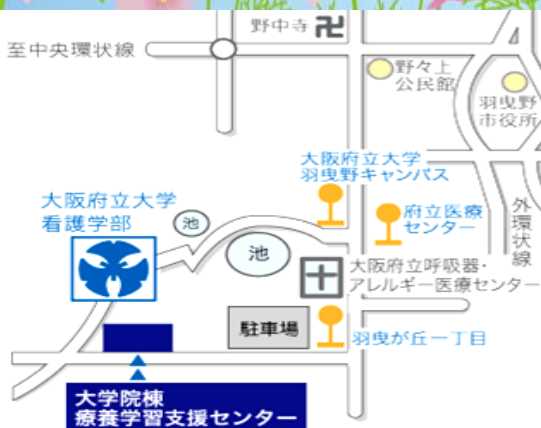 野中寺
至中央環状線
野々上
公民館
羽曳野
市役所
大阪府立大学
羽曳野キャンパス
大阪府立大学
看護学部
池
府立医療
センター
外環状線
池
大阪府立呼吸器・
アレルギー医療センター
駐車場
羽曳が丘一丁目
大学院棟
療養学習支援センター